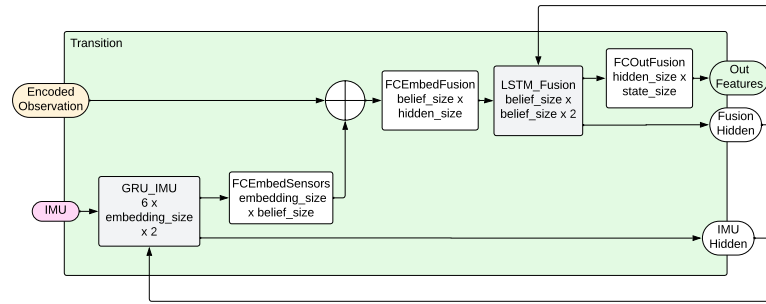 Transition
Encoded
Observation
FCEmbedFusion
belief_size x
hidden_size
LSTM_Fusion
belief_size x
belief_size x 2
FCOutFusion
hidden_size x
state_size
Out
Features
Fusion
Hidden
IMU
GRU_IMU
6 x
embedding_size
x 2
FCEmbedSensors
embedding_size
x belief_size
IMU
Hidden